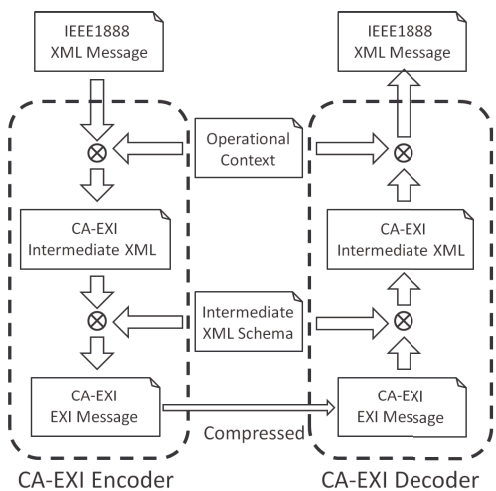 IEEE1888
XML Message
IEEE1888
XML Message
Operational
Context
CA-EXI
Intermediate XML
CA-EXI
Intermediate XML
Intermediate
XML Schema
CA-EXI
EXI Message
CA-EXI
EXI Message
Compressed
CA-EXI Encoder
CA-EXI Decoder